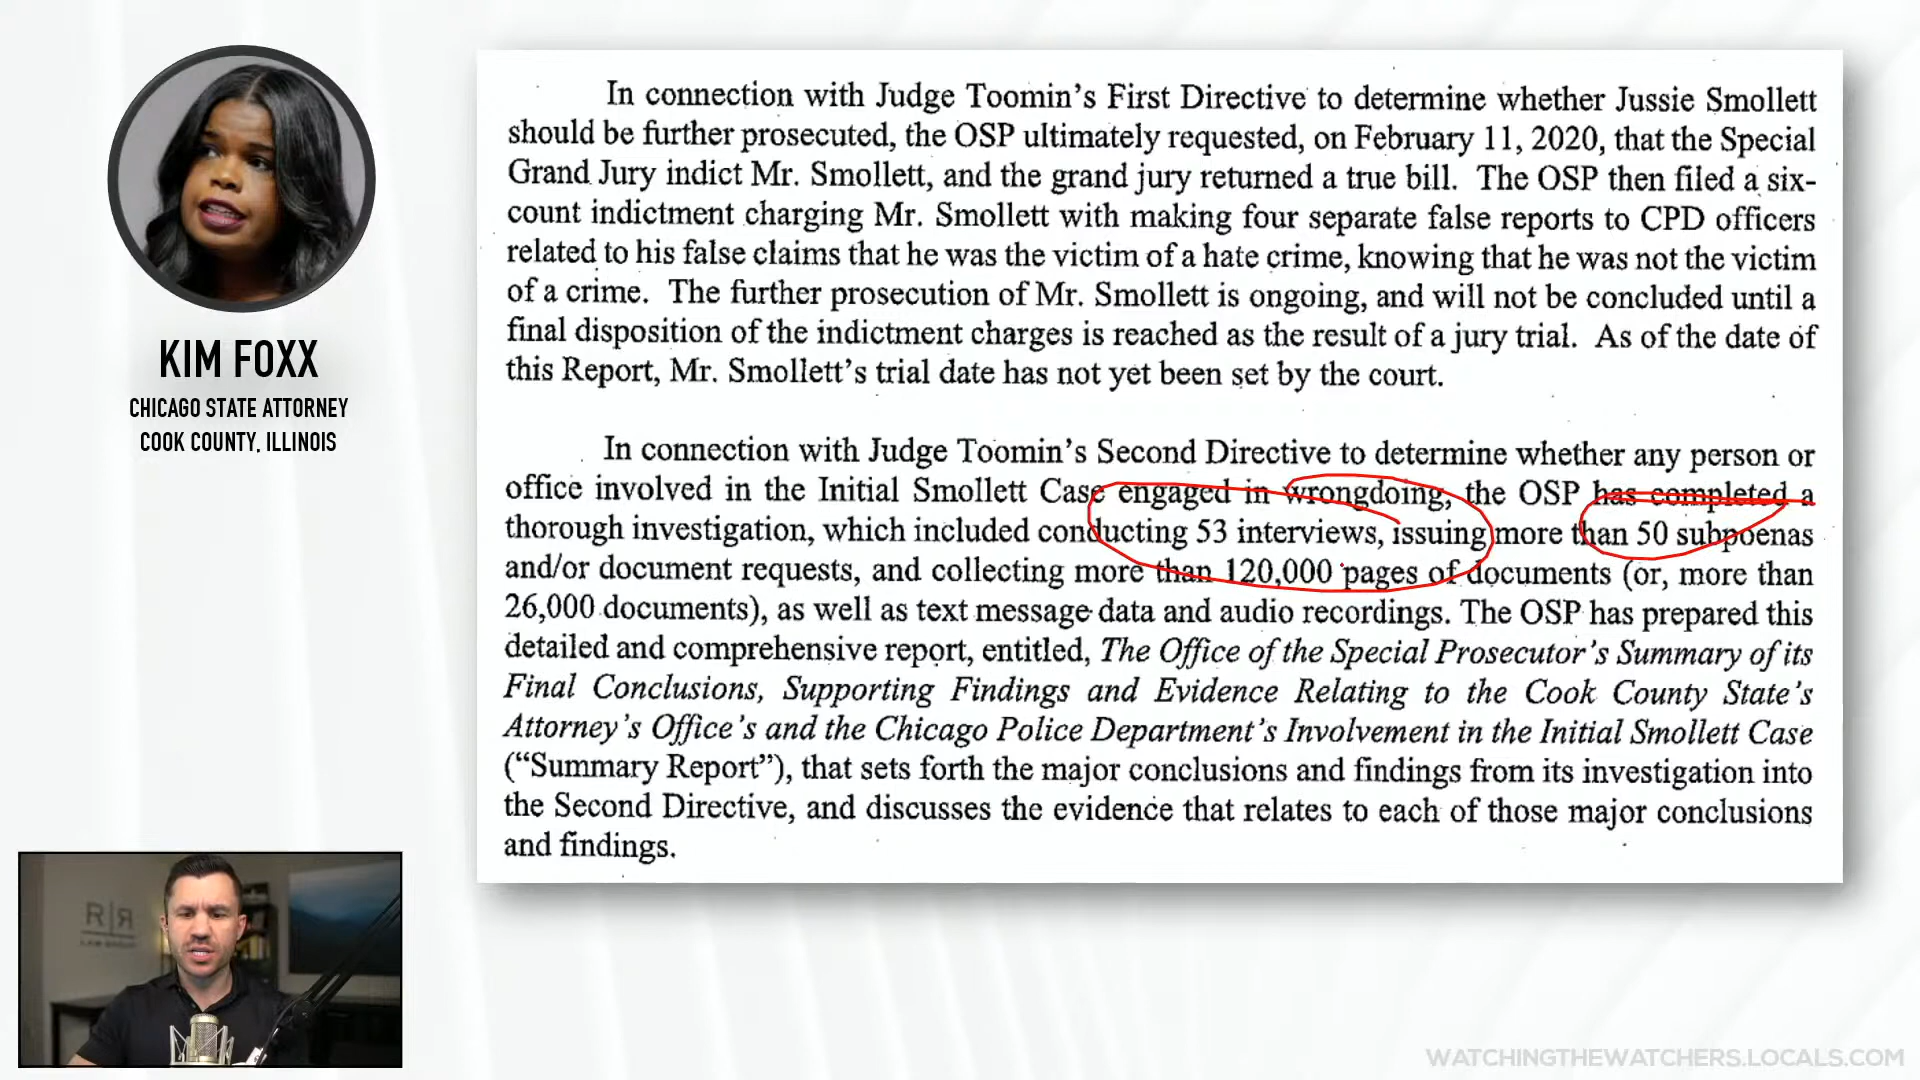 KIM FOXX
CHICAGO STATE ATTORNEY
COOK COUNTY, ILLINOIS
In connection with Judge Toomin's First Directive to determine whether Jussie Smollett
should be further prosecuted, the OSP ultimately requested, on February 11, 2020, that the Special
Grand Jury indict Mr. Smollett, and the grand jury returned a true bill. The OSP then filed a six-
count indictment charging Mr. Smollett with making four separate false reports to CPD officers
related to his false claims that he was the victim of a hate crime, knowing that he was not the victim
of a crime. The further prosecution of Mr. Smollett is ongoing, and will not be concluded until a
final disposition of the indictment charges is reached as the result of a jury trial. As of the date of
this Report, Mr. Smollett's trial date has not yet been set by the court.
In connection with Judge Toomin's Second Directive to determine whether any person or
office involved in the Initial Smollett Case engaged in wrongdoing, the OSP has completed a
thorough investigation, which included conducting 53 interviews, issuing more than 50 subpoenas
and/or document requests, and collecting more than 120,000 pages of documents (or, more than
26,000 documents), as well as text message data and audio recordings. The OSP has prepared this
detailed and comprehensive report, entitled, The Office of the Special Prosecutor's Summary of its
Final Conclusions, Supporting Findings and Evidence Relating to the Cook County State's
Attorney's Office's and the Chicago Police Department's Involvement in the Initial Smollett Case
("Summary Report"), that sets forth the major conclusions and findings from its investigation into
the Second Directive, and discusses the evidence that relates to each of those major conclusions
and findings.
R|R
WATCHINGTHEWATCHERS.LOCALS.COM